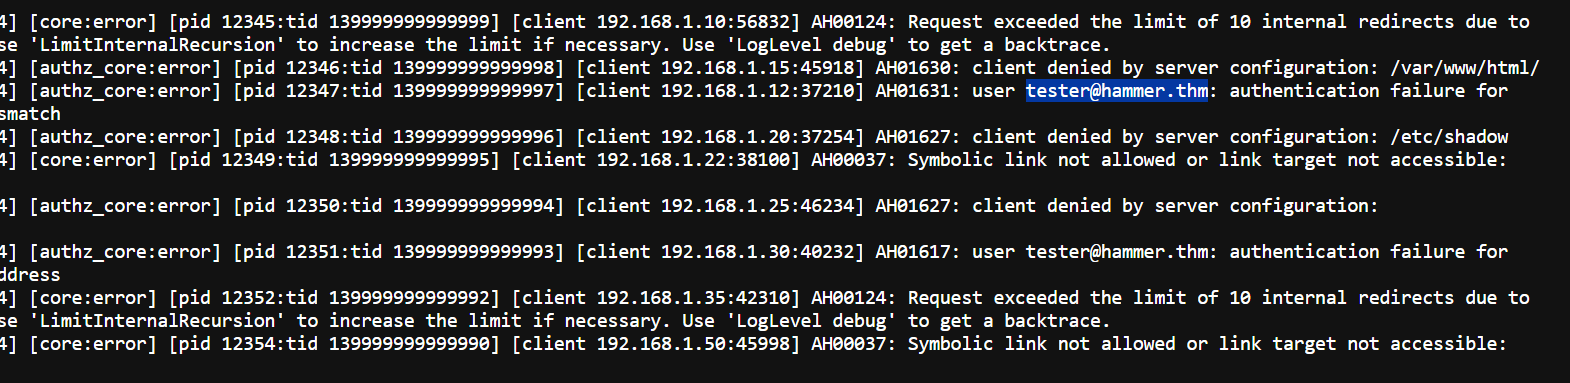 4] [core:error] [pid 12345:tid 139999999999999] [client 192.168.1.10:56832] AH00124: Request exceeded the limit of 10 internal redirects due to
se 'LimitInternalRecursion' to increase the limit if necessary. Use 'LogLevel debug' to get a backtrace.
4] [authz_core:error] [pid 12346:tid 139999999999998] [client 192.168.1.15:45918] AH01630: client denied by server configuration: /var/www/html/
4] [authz_core:error] [pid 12347:tid 139999999999997] [client 192.168.1.12:37210] AH01631: user tester@hammer.thm: authentication failure for
smatch
4] [authz_core:error] [pid 12348:tid 139999999999996] [client 192.168.1.20:37254] AH01627: client denied by server configuration: /etc/shadow
4] [core:error] [pid 12349:tid 139999999999995] [client 192.168.1.22:38100] AH00037: Symbolic link not allowed or link target not accessible:
4] [authz_core:error] [pid 12350:tid 139999999999994] [client 192.168.1.25:46234] AH01627: client denied by server configuration:
4] [authz_core:error] [pid 12351:tid 139999999999993] [client 192.168.1.30:40232] AH01617: user tester@hammer.thm: authentication failure for
ddress
4] [core:error] [pid 12352:tid 139999999999992] [client 192.168.1.35:42310] AH00124: Request exceeded the limit of 10 internal redirects due to
se 'LimitInternalRecursion' to increase the limit if necessary. Use 'LogLevel debug' to get a backtrace.
4] [core:error] [pid 12354:tid 139999999999990] [client 192.168.1.50:45998] AH00037: Symbolic link not allowed or link target not accessible: